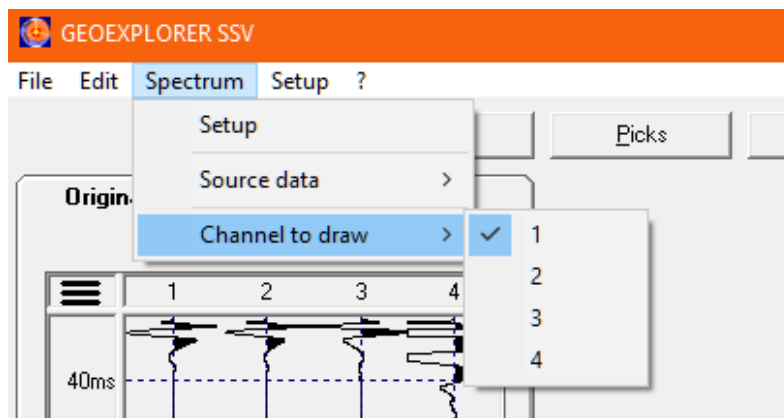 GEOEXPLORER SSV
File Edit Spectrum Setup ?
Setup
Picks
Source data
Origin
Channel to draw
1
2
3
4
1 2 3 4
40ms